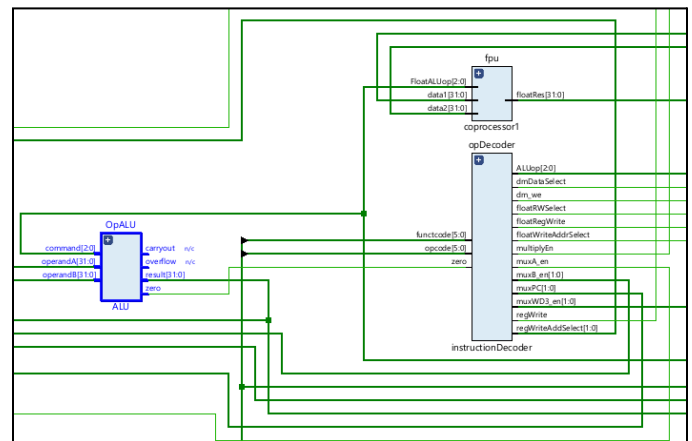 fpu
FloatALUop[2:0]
data1[31:0]
data2[31:0]
floatRes[31:0]
coprocessor1
opDecoder
functcode[5:0]
opcode[5:0]
zero
ALUop[2:0]
dmDataSelect
dm_we
floatRWSelect
floatRegWrite
floatWriteAddrSelect
multiplyEn
muxA_en
muxB_en[1:0]
muxPC[1:0]
muxWD3_en[1:0]
regWrite
regWriteAddSelect[1:0]
instructionDecoder
OpALU
command[2:0]
operandA[31:0]
operandB[31:0]
carryout n/c
overflow n/c
result[31:0]
zero
ALU